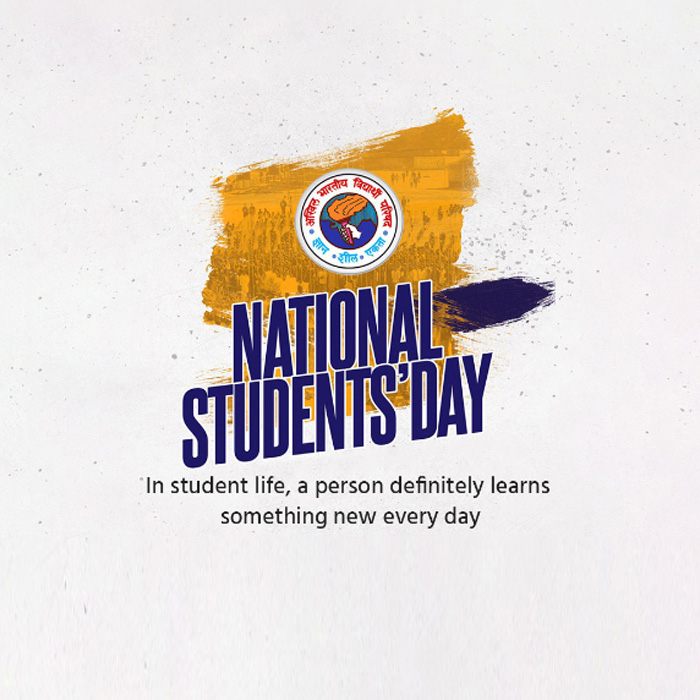 अखिल भारतीय विद्यार्थी परिषद
ज्ञान • शील • एकता
NATIONAL
STUDENTS' DAY
In student life, a person definitely learns
something new every day